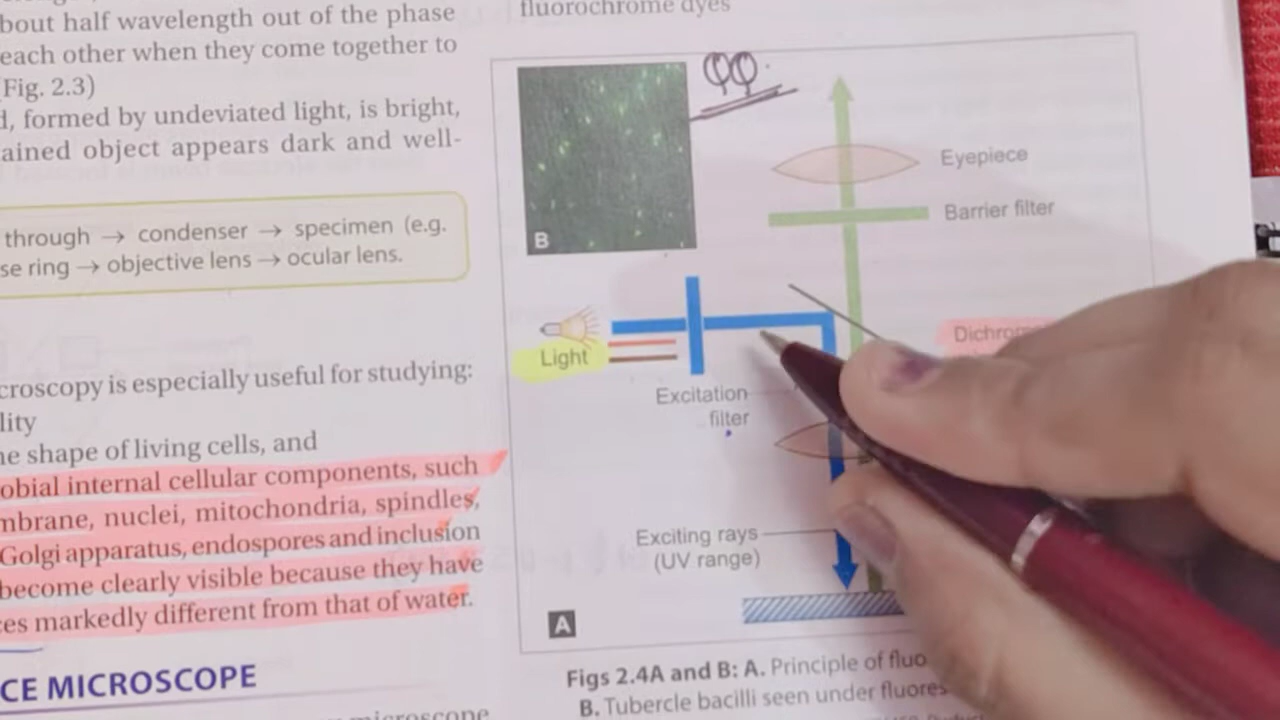 bout half wavelength out of the phase
each other when they come together to
Fig. 2.3)
d, formed by undeviated light, is bright,
ained object appears dark and well-
through → condenser → specimen (e.g.
se ring → objective lens → ocular lens.
croscopy is especially useful for studying:
lity
e shape of living cells, and
obial internal cellular components, such
mbrane, nuclei, mitochondria, spindles,
Golgi apparatus, endospores and inclusion
become clearly visible because they have
es markedly different from that of water.
CE MICROSCOPE
microscope
fluorochrome dyes
B
Eyepiece
Barrier filter
Light
Dichro
Excitation
filter
Exciting rays
(UV range)
A
Figs 2.4A and B: A. Principle of fluo
B. Tubercle bacilli seen under fluores